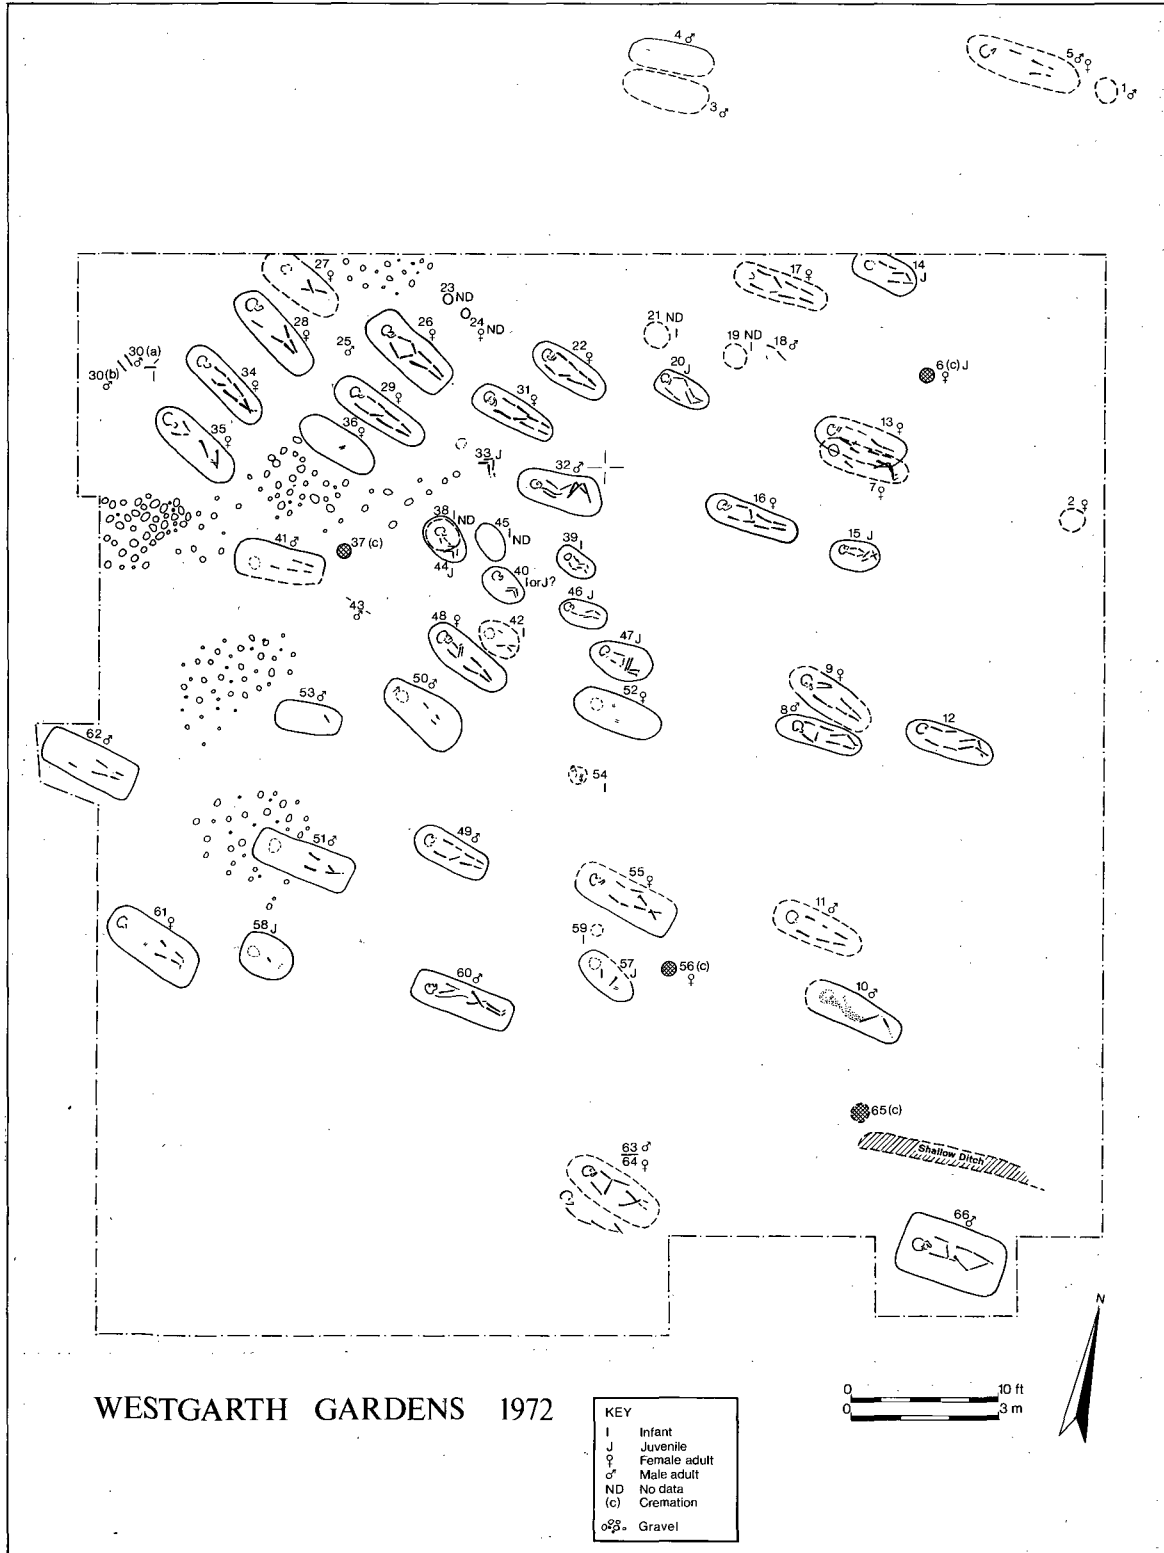 4♂
5♂♀
1♂
3♂
27♀
17♀
14 J
23 ND
24 ♀ ND
21 ND I
19 ND I
18♂
28♀
25♂
26♀
22♀
20 J
6(c) J ♀
30(a)♂
30(b)♂
34♀
29♀
31♀
13♀
35♀
36♀
33 J
32♂
7♀
16♀
2♀
38 I ND
45 I ND
15 J
41♂
37(c)
44 J
39 I
40 I or J?
43♂
46 J
48♀
42 I
47 J
9♀
53♂
50♂
52♀
8♂
12
62♂
54 I
51♂
49♂
55♀
11♂
61♀
58 J
59 I
57 J
56(c) ♀
60♂
10♂
65(c)
Shallow Ditch
63♂
64♀
66♂
N
WESTGARTH GARDENS 1972
0 10 ft
0 3 m
KEY
I Infant
J Juvenile
♀ Female adult
♂ Male adult
ND No data
(c) Cremation
Gravel